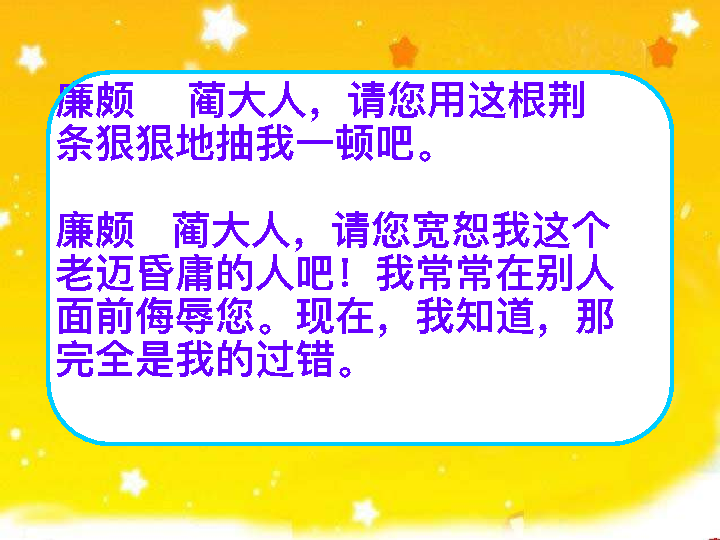 廉颇　 蔺大人，请您用这根荆
条狠狠地抽我一顿吧。
廉颇　蔺大人，请您宽恕我这个
老迈昏庸的人吧！我常常在别人
面前侮辱您。现在，我知道，那
完全是我的过错。